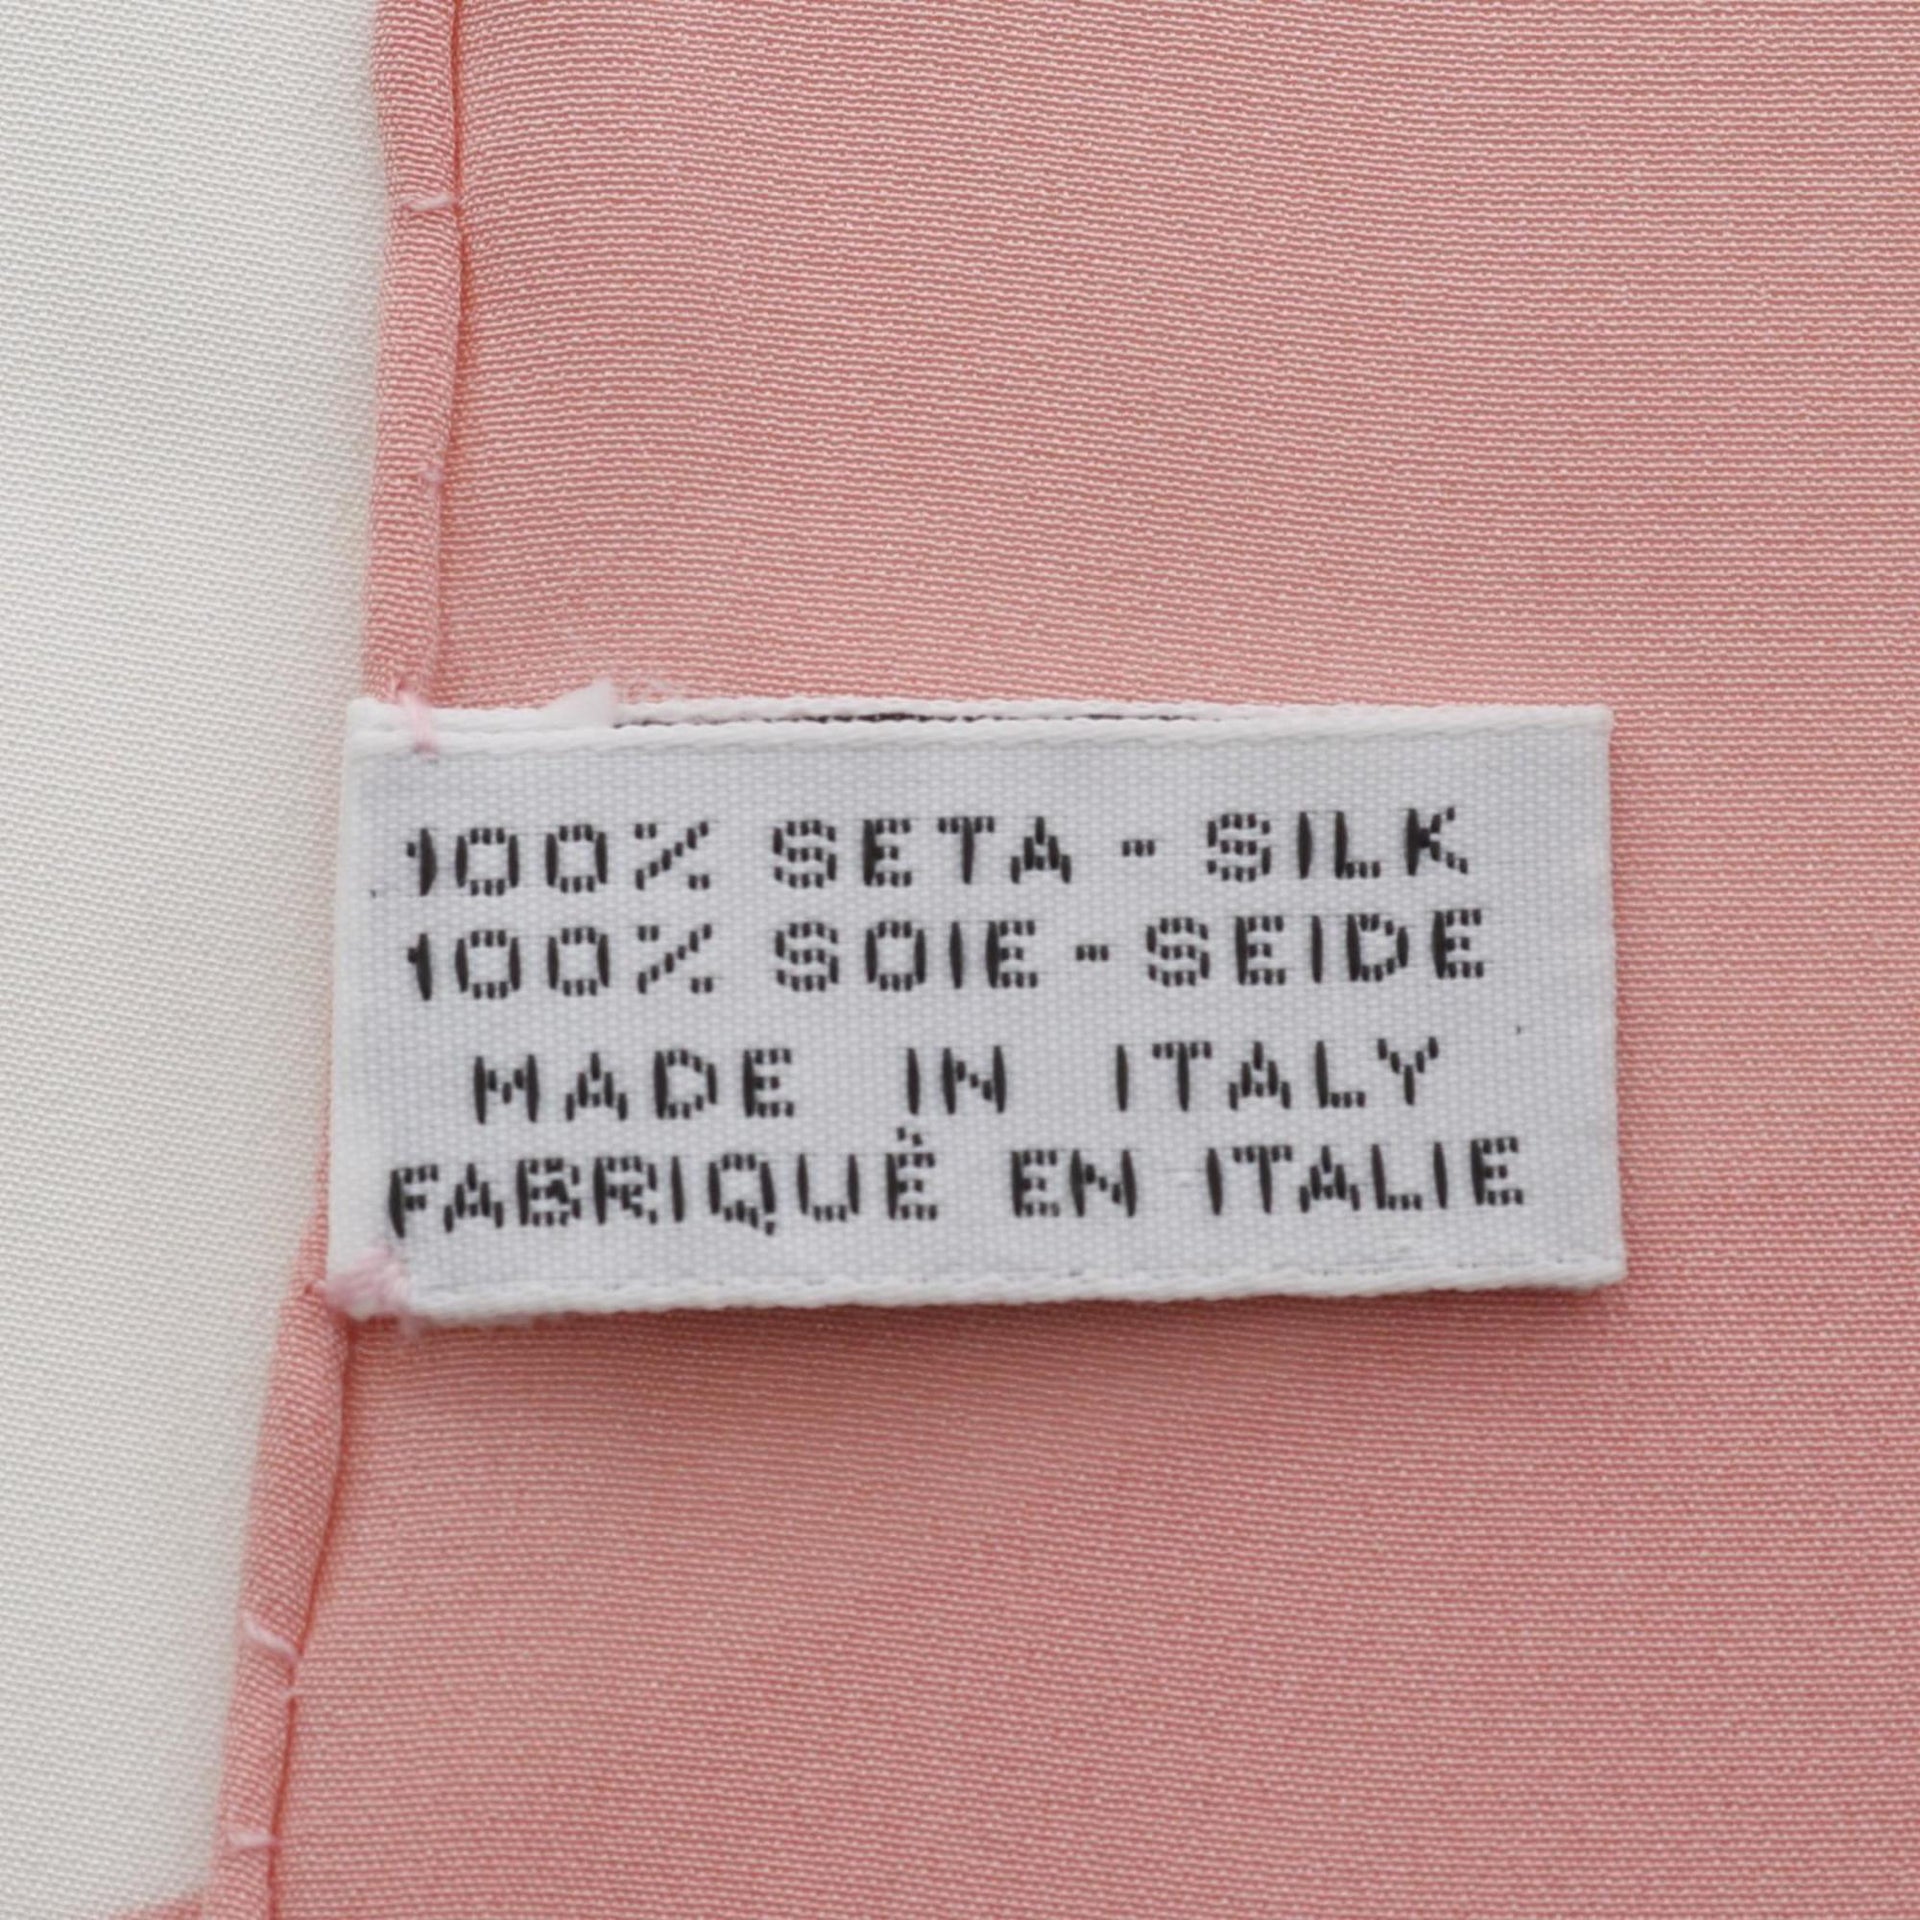 100% SETA - SILK
100% SOIE - SEIDE
MADE IN ITALY
FABRIQUÈ EN ITALIE